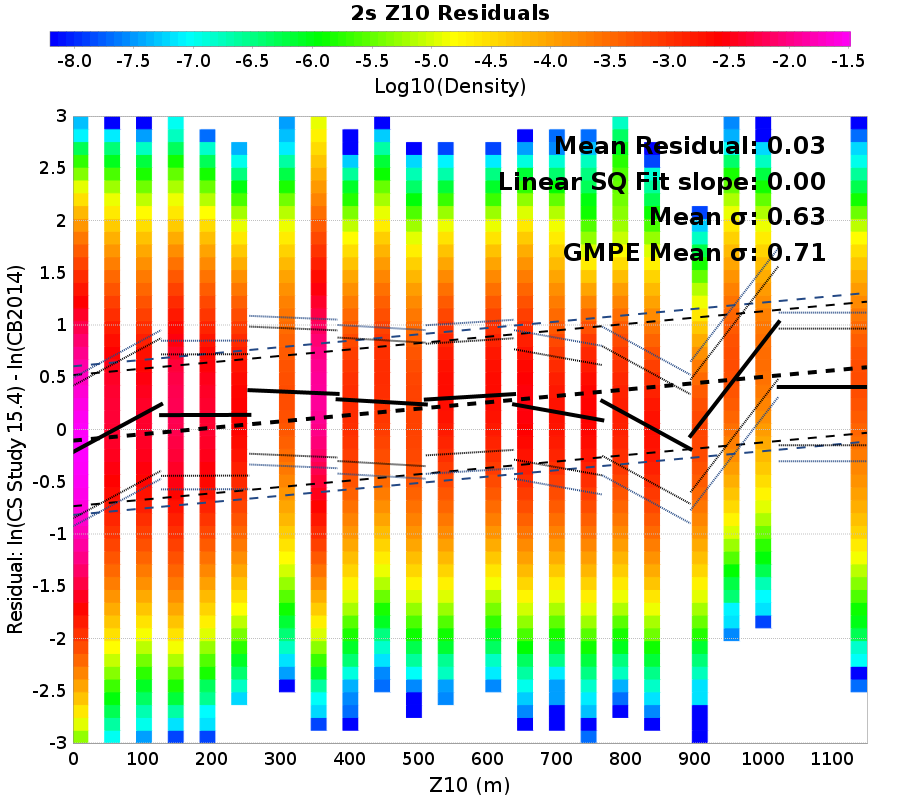 2s Z10 Residuals
-8.0 -7.5 -7.0 -6.5 -6.0 -5.5 -5.0 -4.5 -4.0 -3.5 -3.0 -2.5 -2.0 -1.5
Log10(Density)
Residual: ln(CS Study 15.4) - ln(CB2014)
3
2.5
2
1.5
1
0.5
0
-0.5
-1
-1.5
-2
-2.5
-3
Mean Residual: 0.03
Linear SQ Fit slope: 0.00
Mean σ: 0.63
GMPE Mean σ: 0.71
0 100 200 300 400 500 600 700 800 900 1000 1100
Z10 (m)